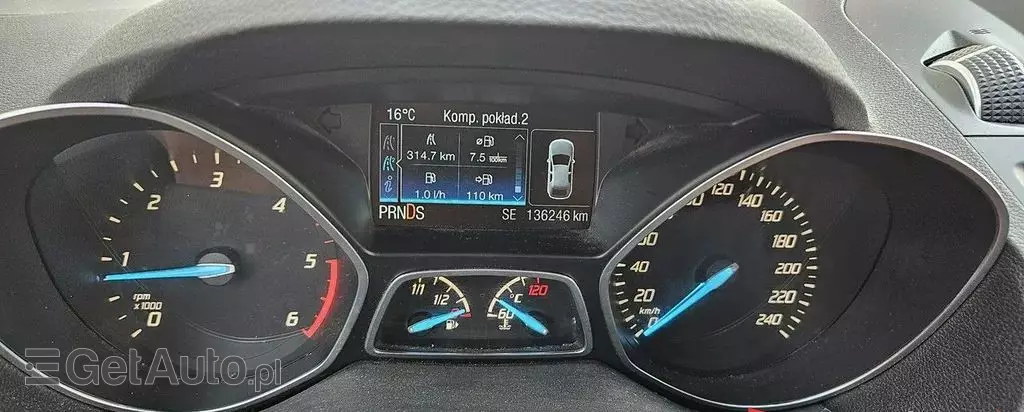 16°C Komp. pokład.2
314.7 km 7.5 l/100km
1.0 l/h 110 km
PRNDS SE 136246 km
0 1 2 3 4 5 6
rpm
x1000
1/1 1/2
°C 60 120
0 20 40 120 140 160 180 200 220 240
km/h
GetAuto.pl